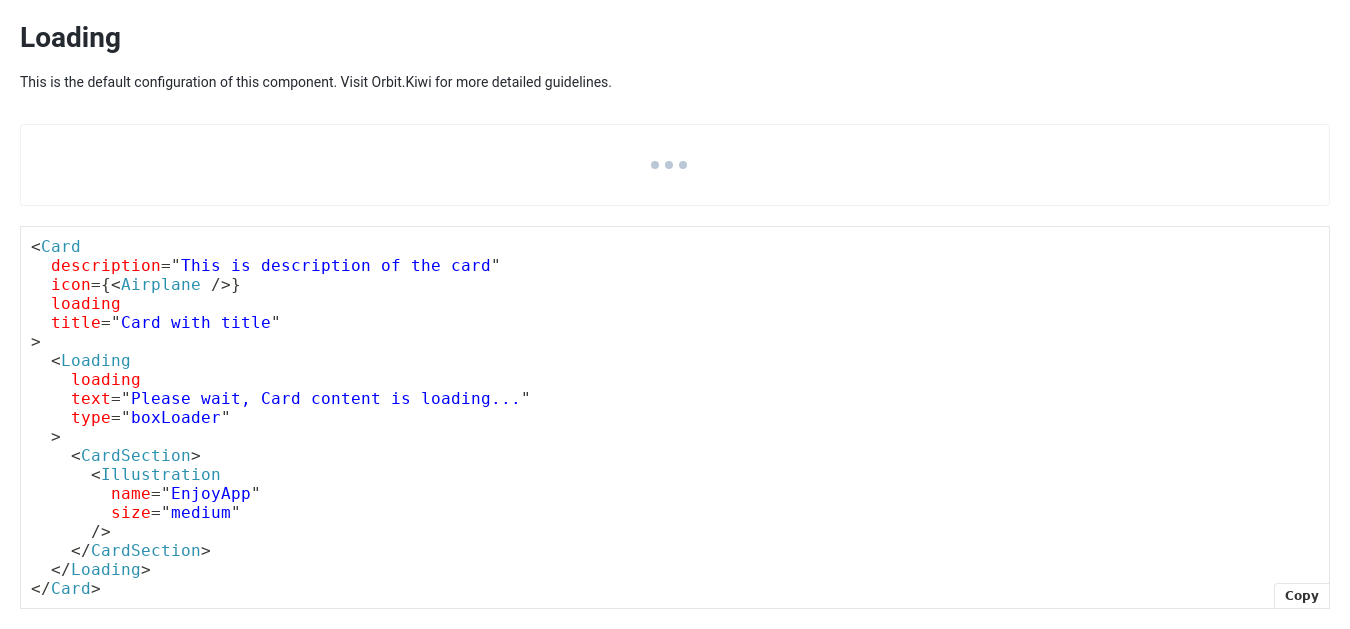 Loading
This is the default configuration of this component. Visit Orbit.Kiwi for more detailed guidelines.
<Card
  description="This is description of the card"
  icon={<Airplane />}
  loading
  title="Card with title"
>
  <Loading
    loading
    text="Please wait, Card content is loading..."
    type="boxLoader"
  >
    <CardSection>
      <Illustration
        name="EnjoyApp"
        size="medium"
      />
    </CardSection>
  </Loading>
</Card>
Copy